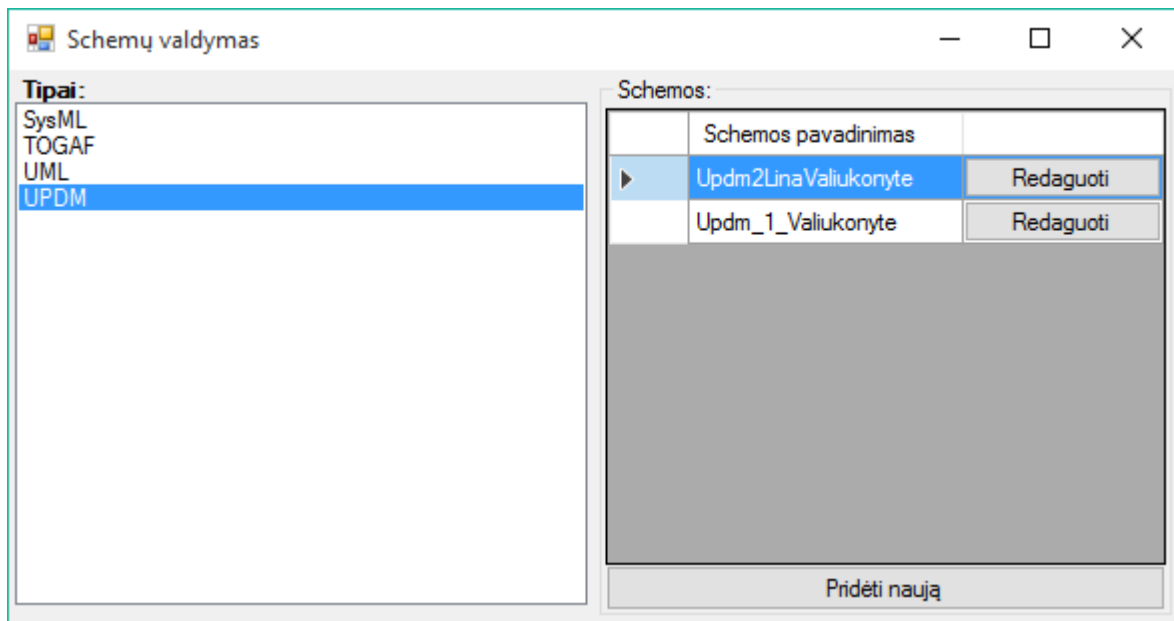 Schemų valdymas
Tipai:
SysML
TOGAF
UML
UPDM
Schemos:
Schemos pavadinimas
Updm2LinaValiukonyte Redaguoti
Updm_1_Valiukonyte Redaguoti
Pridėti naują